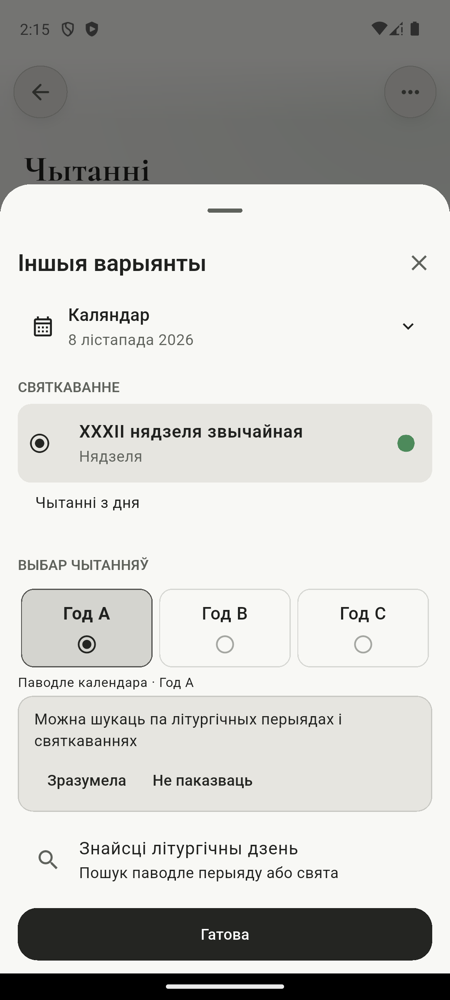 2:15
Чытанні
Іншыя варыянты
Каляндар
8 лістапада 2026
СВЯТКАВАННЕ
XXXII нядзеля звычайная
Нядзеля
Чытанні з дня
ВЫБАР ЧЫТАННЯЎ
Год A
Год B
Год C
Паводле календара · Год A
Можна шукаць па літургічных перыядах і
святкаваннях
Зразумела
Не паказваць
Знайсці літургічны дзень
Пошук паводле перыяду або свята
Гатова